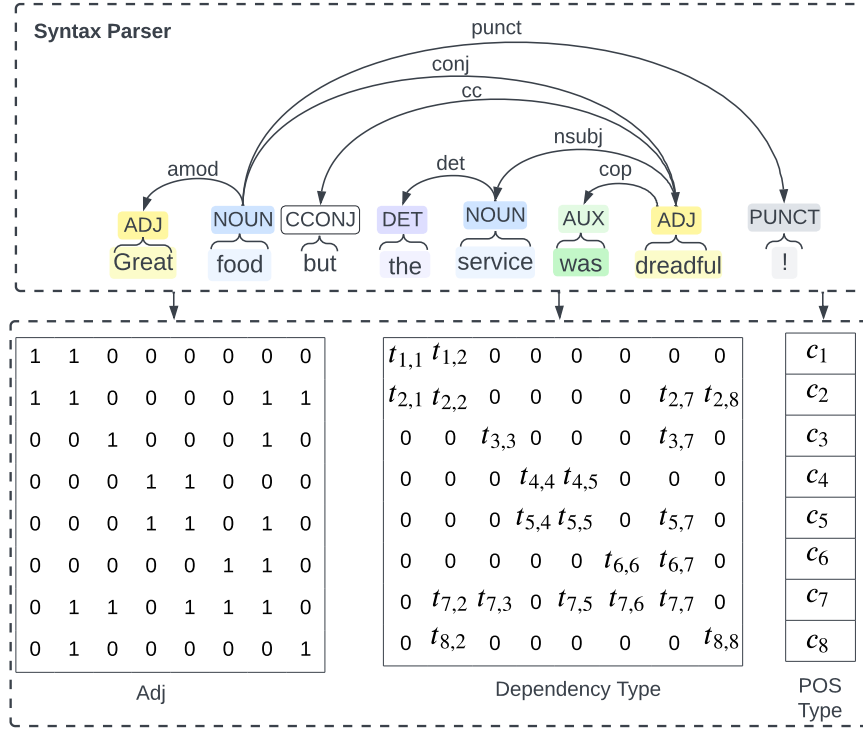 Syntax Parser
punct
conj
cc
nsubj
amod
det
cop
ADJ NOUN CCONJ DET NOUN AUX ADJ PUNCT
Great food but the service was dreadful !
1 1 0 0 0 0 0 0
1 1 0 0 0 0 1 1
0 0 1 0 0 0 1 0
0 0 0 1 1 0 0 0
0 0 0 1 1 0 1 0
0 0 0 0 0 1 1 0
0 1 1 0 1 1 1 0
0 1 0 0 0 0 0 1
Adj
t1,1 t1,2 0 0 0 0 0 0
t2,1 t2,2 0 0 0 0 t2,7 t2,8
0 0 t3,3 0 0 0 t3,7 0
0 0 0 t4,4 t4,5 0 0 0
0 0 0 t5,4 t5,5 0 t5,7 0
0 0 0 0 0 t6,6 t6,7 0
0 t7,2 t7,3 0 t7,5 t7,6 t7,7 0
0 t8,2 0 0 0 0 0 t8,8
Dependency Type
c1
c2
c3
c4
c5
c6
c7
c8
POS
Type